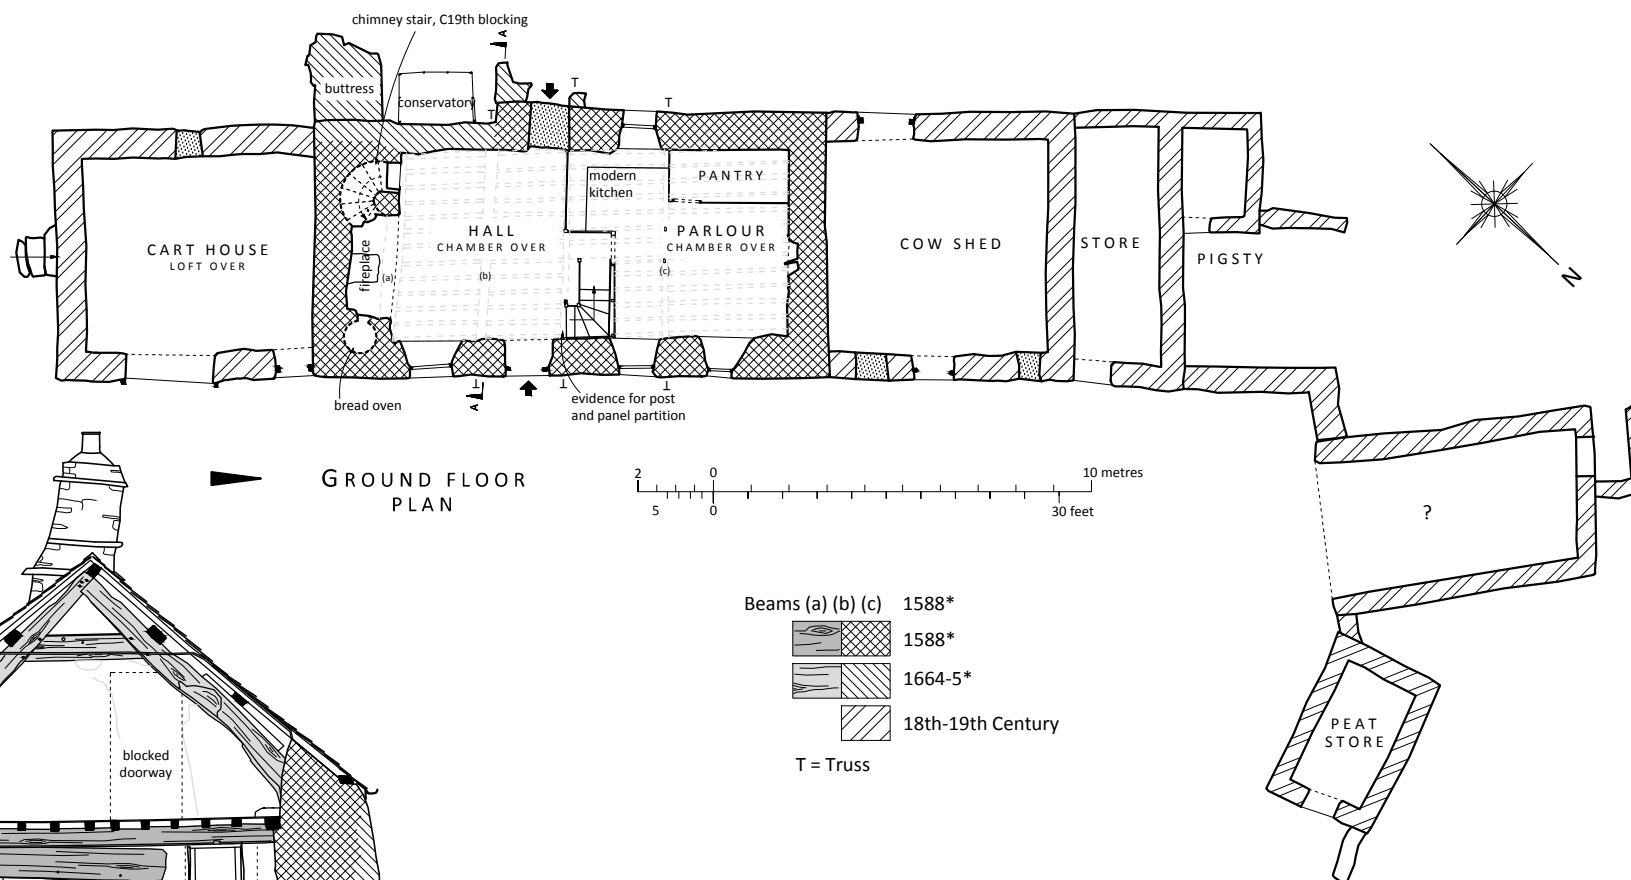 chimney stair, C19th blocking
A
T
T
T
buttress
conservatory
modern
kitchen
PANTRY
CART HOUSE
LOFT OVER
fireplace
(a)
HALL
CHAMBER OVER
(b)
PARLOUR
CHAMBER OVER
(c)
COW SHED
STORE
PIGSTY
N
T
T
T
A
bread oven
evidence for post
and panel partition
GROUND FLOOR
PLAN
2 0 10 metres
5 0 30 feet
?
Beams (a) (b) (c) 1588*
1588*
1664-5*
18th-19th Century
T = Truss
PEAT
STORE
blocked
doorway